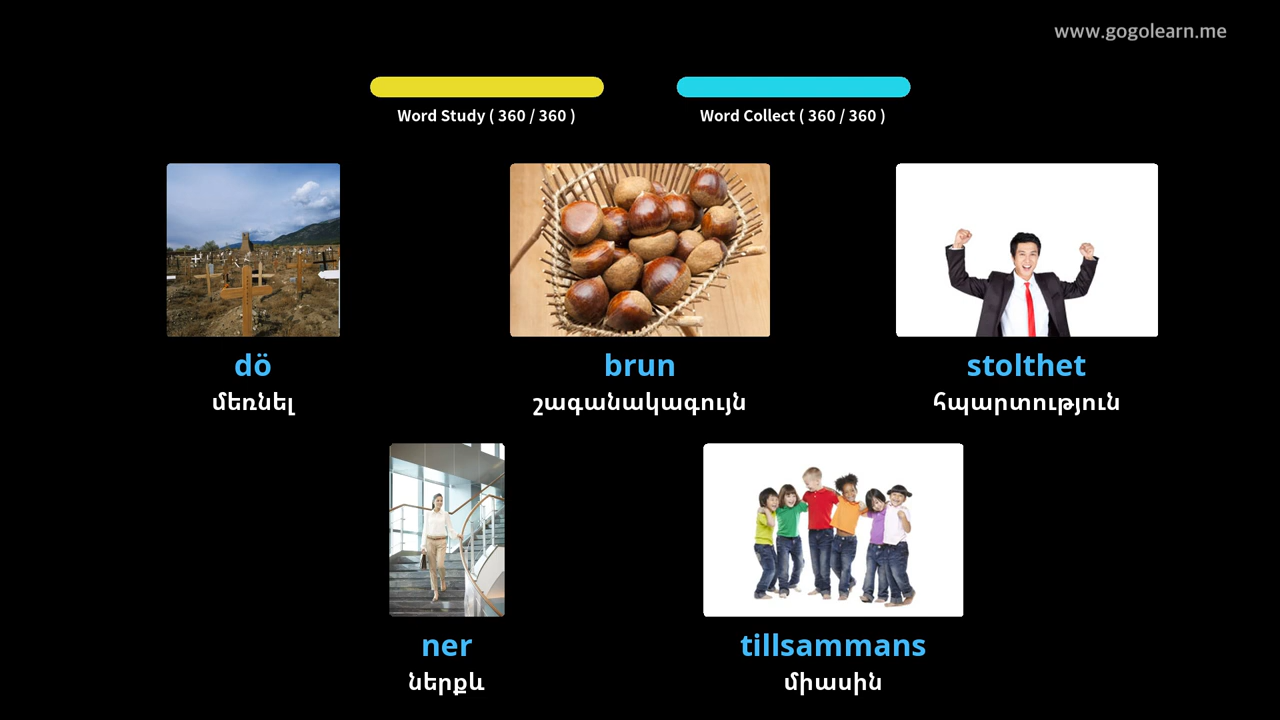 www.gogolearn.me
Word Study ( 360 / 360 )
Word Collect ( 360 / 360 )
dö
brun
stolthet
մեռնել
շագանակագույն
հպարտություն
ner
tillsammans
ներքև
միասին